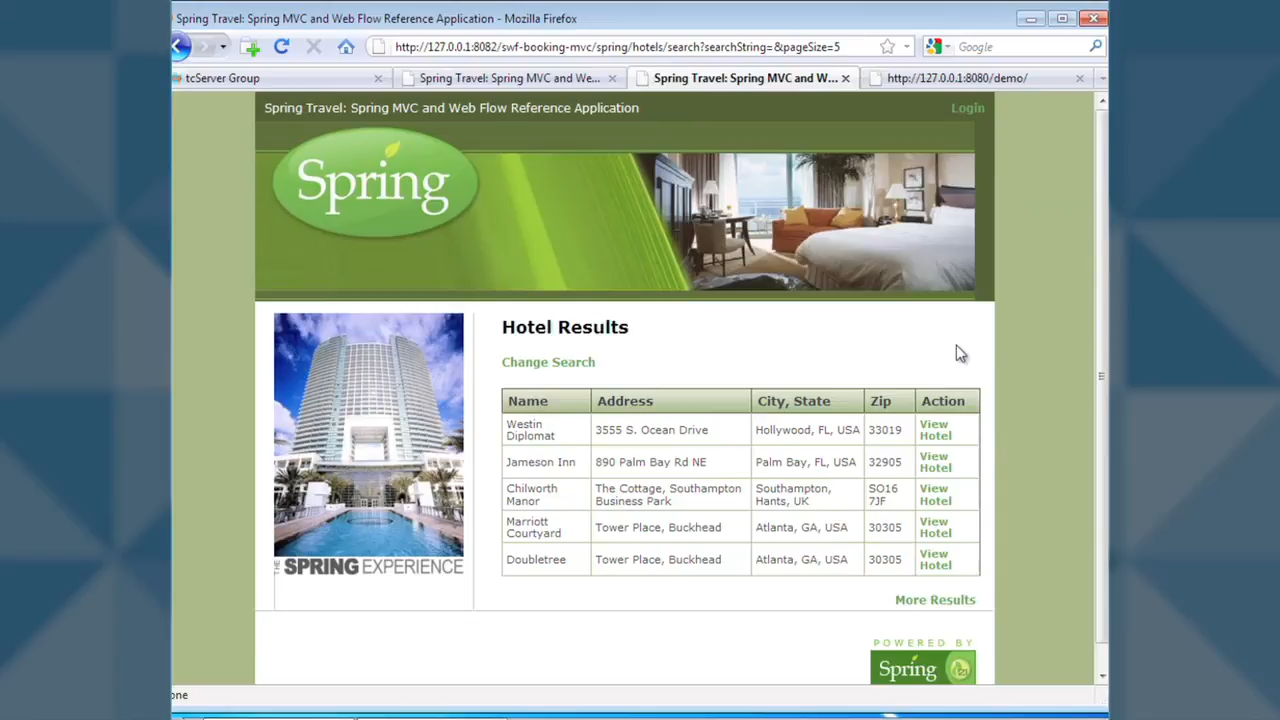 Spring Travel: Spring MVC and Web Flow Reference Application - Mozilla Firefox
http://127.0.0.1:8082/swf-booking-mvc/spring/hotels/search?searchString=&pageSize=5
Google
tcServer Group
Spring Travel: Spring MVC and We...
Spring Travel: Spring MVC and W...
http://127.0.0.1:8080/demo/
Spring Travel: Spring MVC and Web Flow Reference Application
Login
Spring
Hotel Results
Change Search
Name Address City, State Zip Action
Westin Diplomat 3555 S. Ocean Drive Hollywood, FL, USA 33019 View Hotel
Jameson Inn 890 Palm Bay Rd NE Palm Bay, FL, USA 32905 View Hotel
Chilworth Manor The Cottage, Southampton Business Park Southampton, Hants, UK SO16 7JF View Hotel
Marriott Courtyard Tower Place, Buckhead Atlanta, GA, USA 30305 View Hotel
Doubletree Tower Place, Buckhead Atlanta, GA, USA 30305 View Hotel
THE SPRING EXPERIENCE
More Results
POWERED BY
Spring
one